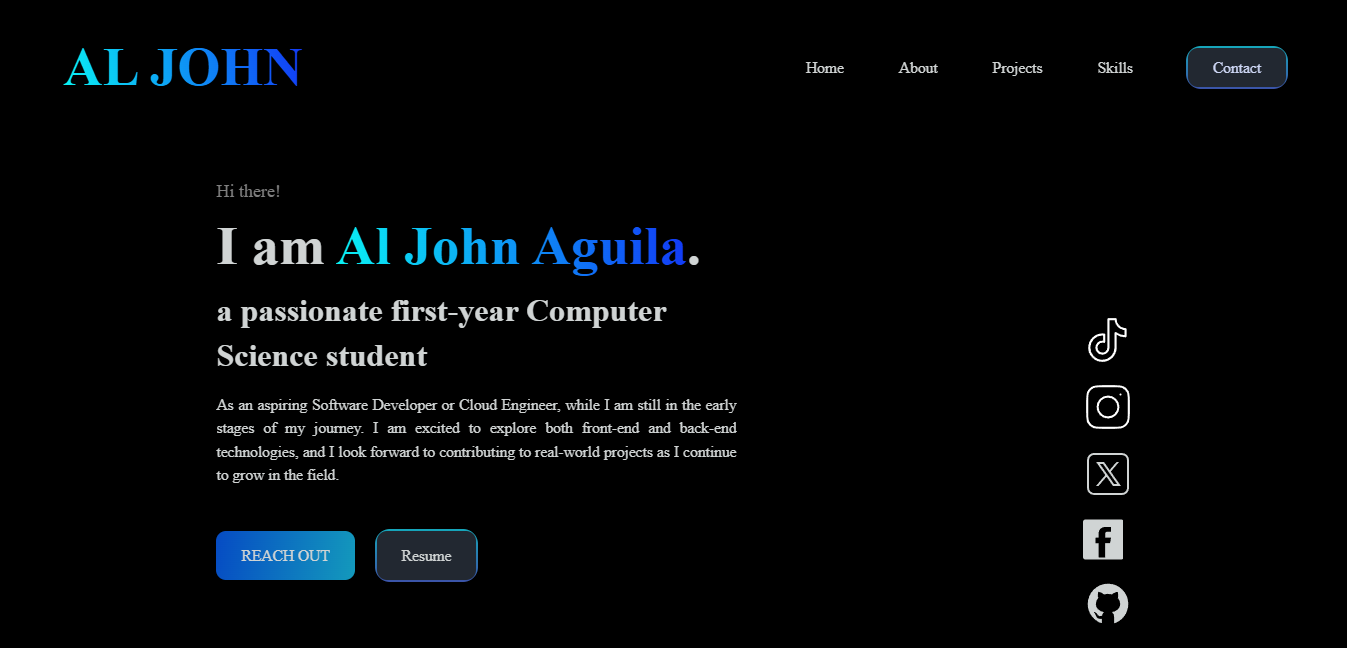 AL JOHN
Home About Projects Skills Contact
Hi there!
I am Al John Aguila.
a passionate first-year Computer
Science student
As an aspiring Software Developer or Cloud Engineer, while I am still in the early
stages of my journey. I am excited to explore both front-end and back-end
technologies, and I look forward to contributing to real-world projects as I continue
to grow in the field.
REACH OUT Resume